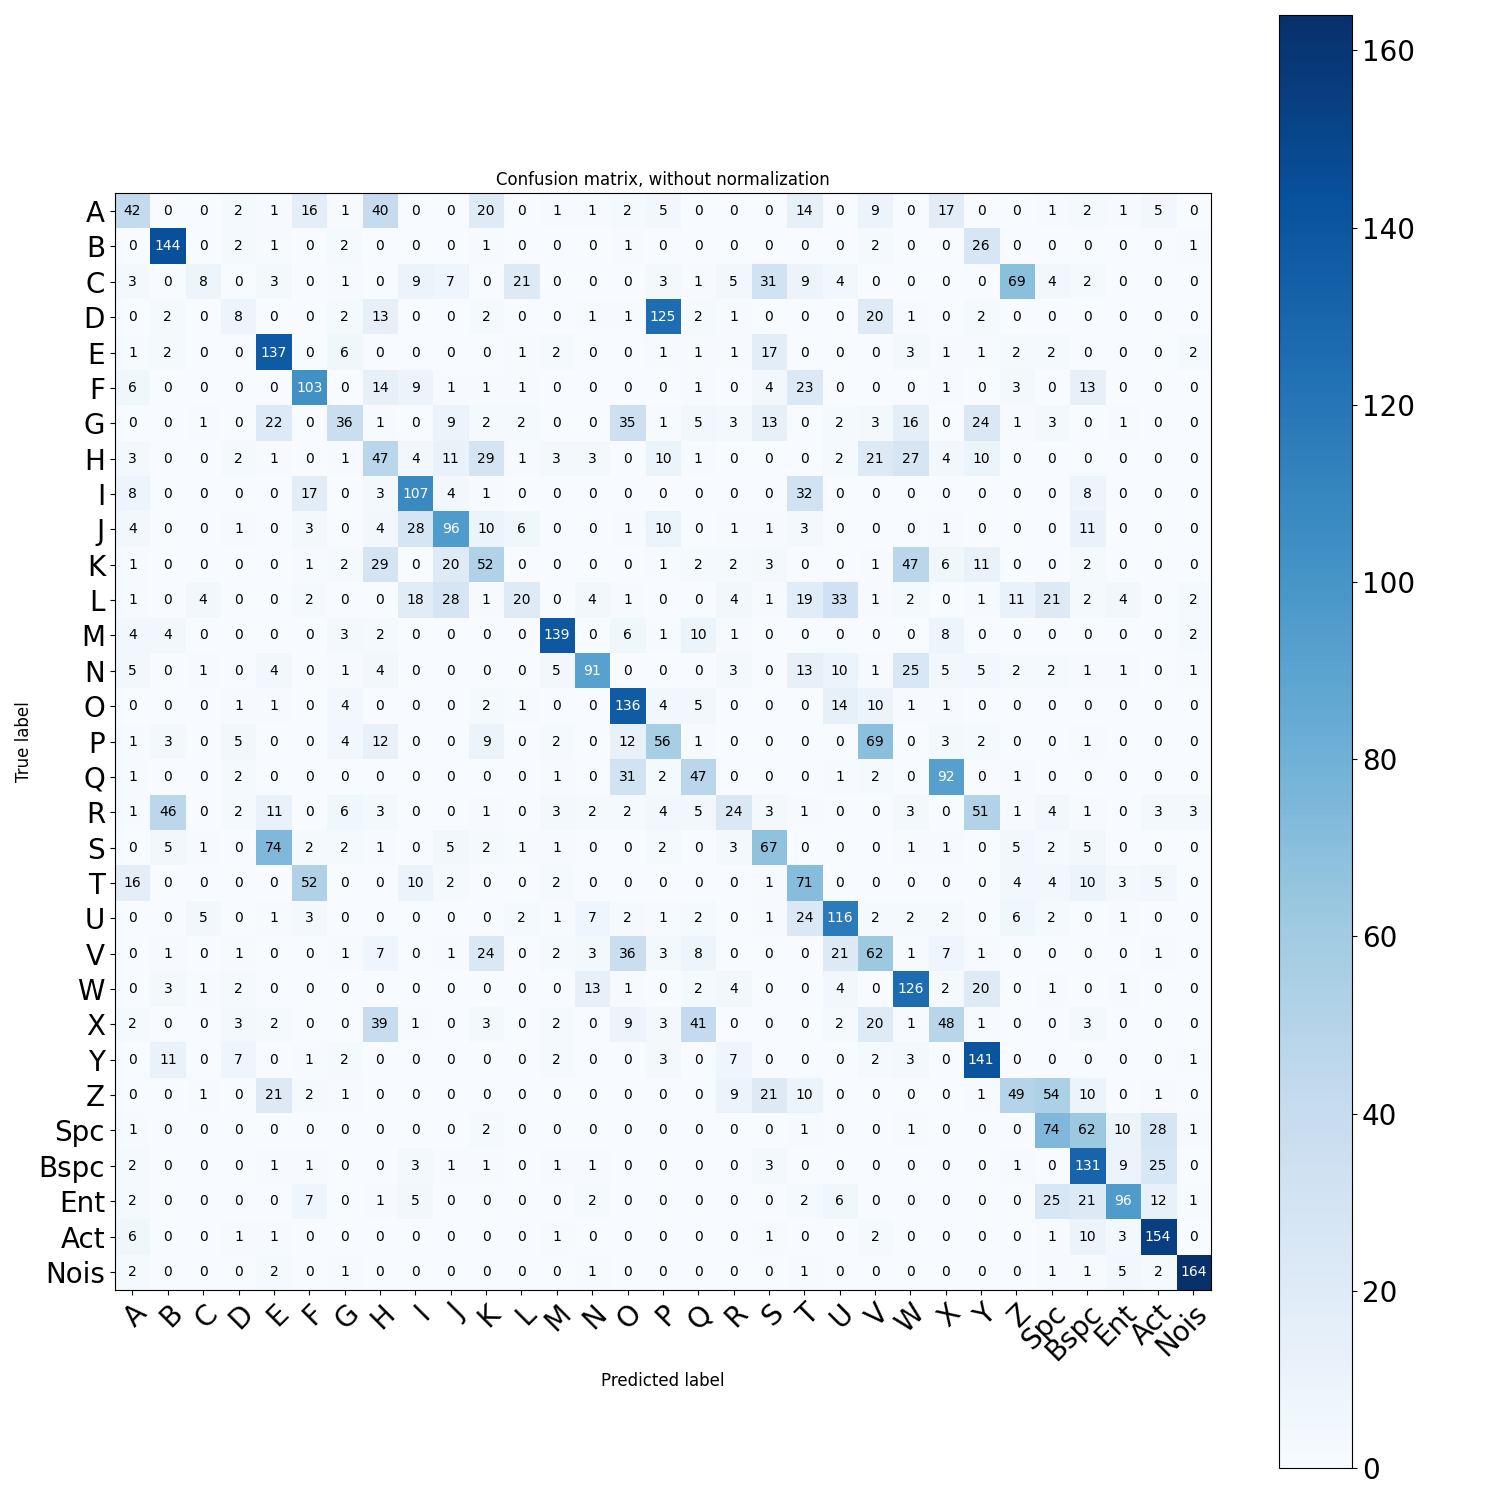 Confusion matrix, without normalization
A 42 0 0 2 1 16 1 40 0 0 20 0 1 1 2 5 0 0 0 14 0 9 0 17 0 0 1 2 1 5 0
B 0 144 0 2 1 0 2 0 0 0 1 0 0 0 1 0 0 0 0 0 0 2 0 0 26 0 0 0 0 0 1
C 3 0 8 0 3 0 1 0 9 7 0 21 0 0 0 3 1 5 31 9 4 0 0 0 0 69 4 2 0 0 0
D 0 2 0 8 0 0 2 13 0 0 2 0 0 1 1 125 2 1 0 0 0 20 1 0 2 0 0 0 0 0 0
E 1 2 0 0 137 0 6 0 0 0 0 1 2 0 0 1 1 1 17 0 0 0 3 1 1 2 2 0 0 0 2
F 6 0 0 0 0 103 0 14 9 1 1 1 0 0 0 0 1 0 4 23 0 0 0 1 0 3 0 13 0 0 0
G 0 0 1 0 22 0 36 1 0 9 2 2 0 0 35 1 5 3 13 0 2 3 16 0 24 1 3 0 1 0 0
H 3 0 0 2 1 0 1 47 4 11 29 1 3 3 0 10 1 0 0 0 2 21 27 4 10 0 0 0 0 0 0
I 8 0 0 0 0 17 0 3 107 4 1 0 0 0 0 0 0 0 0 32 0 0 0 0 0 0 0 8 0 0 0
J 4 0 0 1 0 3 0 4 28 96 10 6 0 0 1 10 0 1 1 3 0 0 0 1 0 0 0 11 0 0 0
K 1 0 0 0 0 1 2 29 0 20 52 0 0 0 0 1 2 2 3 0 0 1 47 6 11 0 0 2 0 0 0
L 1 0 4 0 0 2 0 0 18 28 1 20 0 4 1 0 0 4 1 19 33 1 2 0 1 11 21 2 4 0 2
M 4 4 0 0 0 0 3 2 0 0 0 0 139 0 6 1 10 1 0 0 0 0 0 8 0 0 0 0 0 0 2
N 5 0 1 0 4 0 1 4 0 0 0 0 5 91 0 0 0 3 0 13 10 1 25 5 5 2 2 1 1 0 1
O 0 0 0 1 1 0 4 0 0 0 2 1 0 0 136 4 5 0 0 0 14 10 1 1 0 0 0 0 0 0 0
P 1 3 0 5 0 0 4 12 0 0 9 0 2 0 12 56 1 0 0 0 0 69 0 3 2 0 0 1 0 0 0
Q 1 0 0 2 0 0 0 0 0 0 0 0 1 0 31 2 47 0 0 0 1 2 0 92 0 1 0 0 0 0 0
R 1 46 0 2 11 0 6 3 0 0 1 0 3 2 2 4 5 24 3 1 0 0 3 0 51 1 4 1 0 3 3
S 0 5 1 0 74 2 2 1 0 5 2 1 1 0 0 2 0 3 67 0 0 0 1 1 0 5 2 5 0 0 0
T 16 0 0 0 0 52 0 0 10 2 0 0 2 0 0 0 0 0 1 71 0 0 0 0 0 4 4 10 3 5 0
U 0 0 5 0 1 3 0 0 0 0 0 2 1 7 2 1 2 0 1 24 116 2 2 2 0 6 2 0 1 0 0
V 0 1 0 1 0 0 1 7 0 1 24 0 2 3 36 3 8 0 0 0 21 62 1 7 1 0 0 0 0 1 0
W 0 3 1 2 0 0 0 0 0 0 0 0 0 13 1 0 2 4 0 0 4 0 126 2 20 0 1 0 1 0 0
X 2 0 0 3 2 0 0 39 1 0 3 0 2 0 9 3 41 0 0 0 2 20 1 48 1 0 0 3 0 0 0
Y 0 11 0 7 0 1 2 0 0 0 0 0 2 0 0 3 0 7 0 0 0 2 3 0 141 0 0 0 0 0 1
Z 0 0 1 0 21 2 1 0 0 0 0 0 0 0 0 0 0 9 21 10 0 0 0 0 1 49 54 10 0 1 0
Spc 1 0 0 0 0 0 0 0 0 0 2 0 0 0 0 0 0 0 0 1 0 0 1 0 0 0 74 62 10 28 1
Bspc 2 0 0 0 1 1 0 0 3 1 1 0 1 1 0 0 0 0 3 0 0 0 0 0 0 1 0 131 9 25 0
Ent 2 0 0 0 0 7 0 1 5 0 0 0 0 2 0 0 0 0 0 2 6 0 0 0 0 0 25 21 96 12 1
Act 6 0 0 1 1 0 0 0 0 0 0 0 1 0 0 0 0 0 1 0 0 2 0 0 0 0 1 10 3 154 0
Nois 2 0 0 0 2 0 1 0 0 0 0 0 0 1 0 0 0 0 0 1 0 0 0 0 0 0 1 1 5 2 164
A B C D E F G H I J K L M N O P Q R S T U V W X Y Z Spc Bspc Ent Act Nois
Predicted label
True label
160
140
120
100
80
60
40
20
0